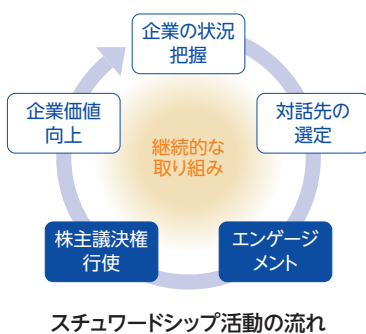 企業の状況
把握
対話先の
選定
エンゲージ
メント
株主議決権
行使
企業価値
向上
継続的な
取り組み
スチュワードシップ活動の流れ